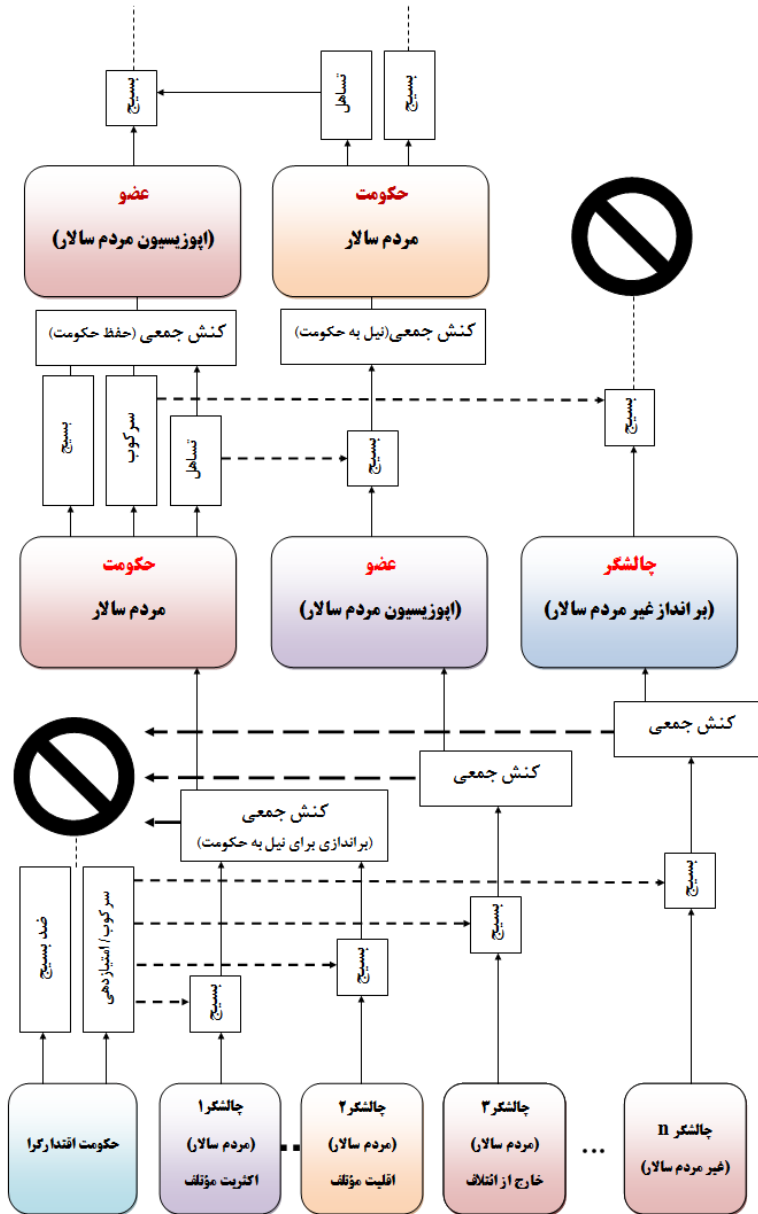 بسیج
تساهل
بسیج
عضو
(اپوزیسیون مردم سالار)
حکومت
مردم سالار
کنش جمعی (حفظ حکومت)
کنش جمعی(نیل به حکومت)
بسیج
سرکوب
تساهل
بسیج
بسیج
حکومت
مردم سالار
عضو
(اپوزیسیون مردم سالار)
چالشگر
(برانداز غیر مردم سالار)
کنش جمعی
کنش جمعی
کنش جمعی
(براندازی برای نیل به حکومت)
ضد بسیج
سرکوب/ امتیازدهی
بسیج
بسیج
بسیج
بسیج
حکومت اقتدارگرا
چالشگر۱
(مردم سالار)
اکثریت مؤتلف
چالشگر۲
(مردم سالار)
اقلیت مؤتلف
چالشگر۳
(مردم سالار)
خارج از ائتلاف
...
چالشگر n
(غیر مردم سالار)